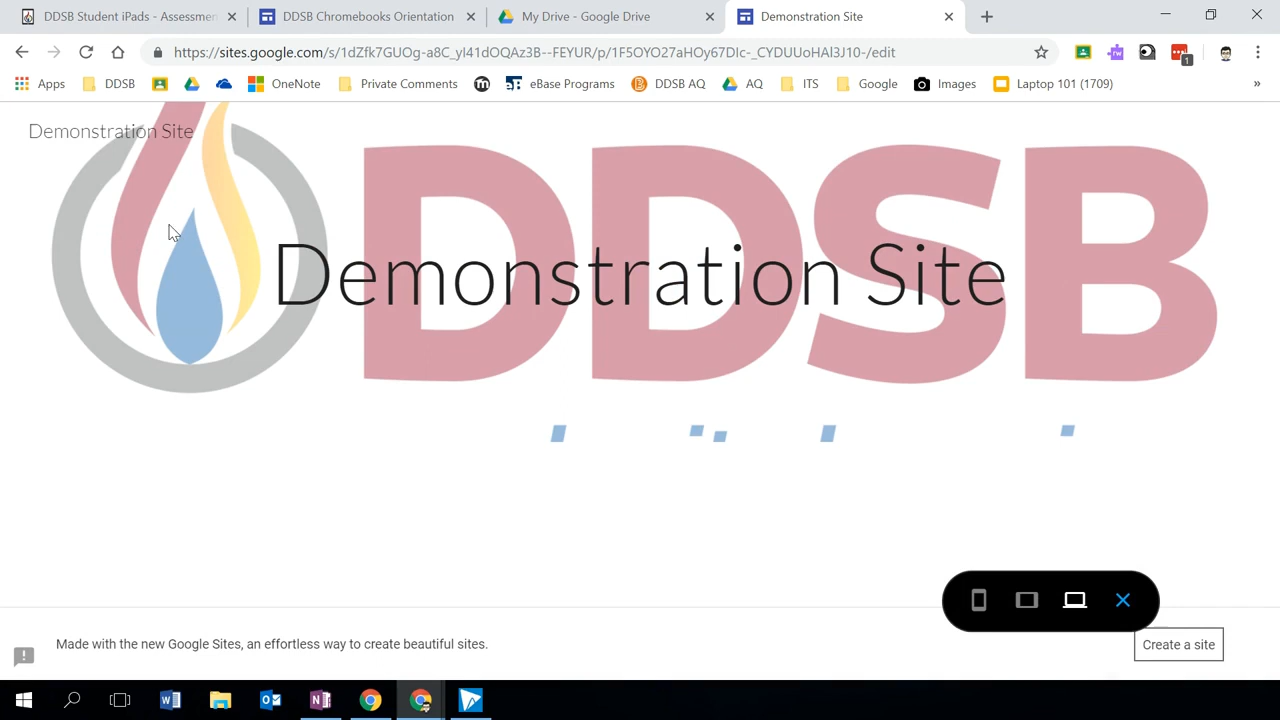 DDSB Student iPads - Assessmen
DDSB Chromebooks Orientation
My Drive - Google Drive
Demonstration Site
https://sites.google.com/s/1dZfk7GUOq-a8C_yl41dOQAz3B--FEYUR/p/1F5OYO27aHOy67DIc-_CYDUUoHAl3J10-/edit
1
Apps
DDSB
OneNote
Private Comments
eBase Programs
DDSB AQ
AQ
ITS
Google
Images
Laptop 101 (1709)
»
Demonstration Site
DDSB
Demonstration Site
Made with the new Google Sites, an effortless way to create beautiful sites.
Create a site